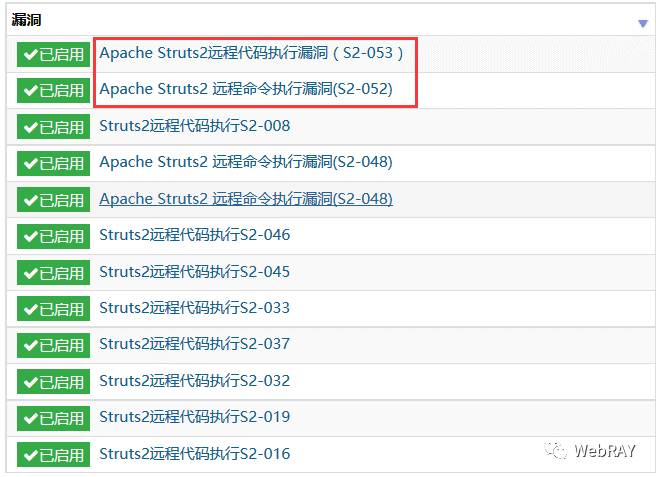 漏洞
已启用 Apache Struts2远程代码执行漏洞（S2-053）
已启用 Apache Struts2 远程命令执行漏洞(S2-052)
已启用 Struts2远程代码执行S2-008
已启用 Apache Struts2 远程命令执行漏洞(S2-048)
已启用 Apache Struts2 远程命令执行漏洞(S2-048)
已启用 Struts2远程代码执行S2-046
已启用 Struts2远程代码执行S2-045
已启用 Struts2远程代码执行S2-033
已启用 Struts2远程代码执行S2-037
已启用 Struts2远程代码执行S2-032
已启用 Struts2远程代码执行S2-019
已启用 Struts2远程代码执行S2-016
WebRAY